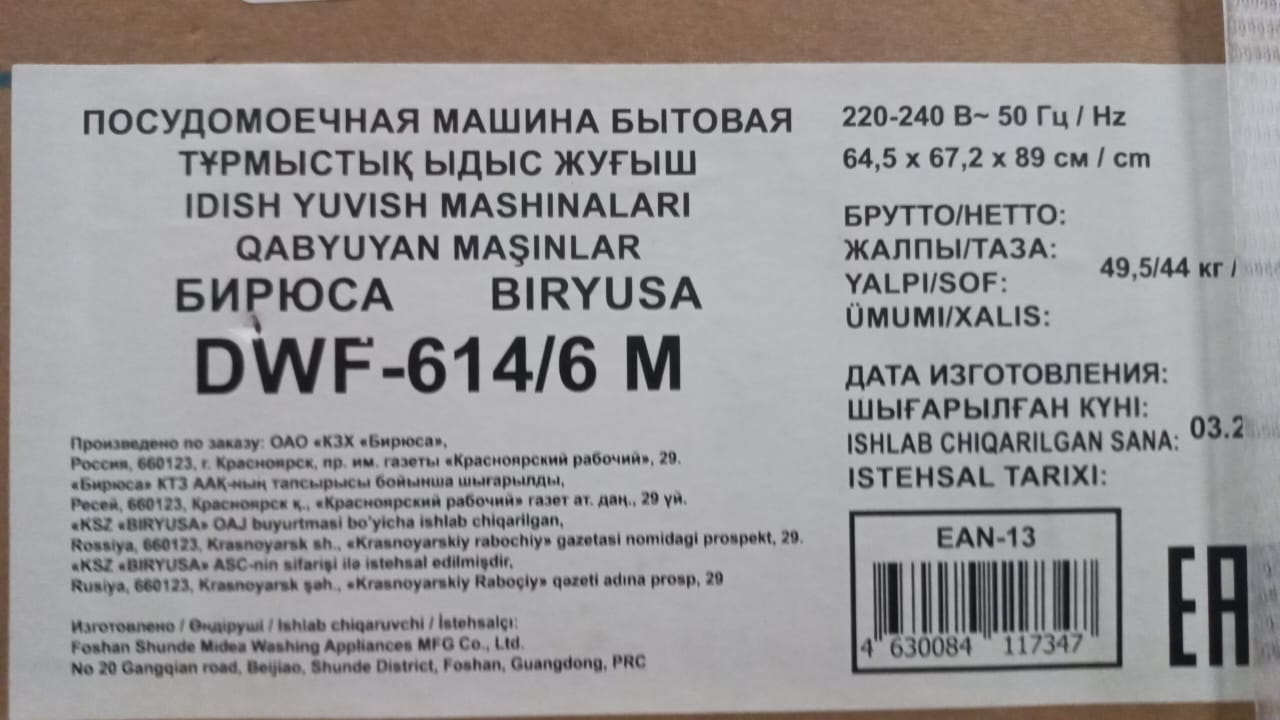 ПОСУДОМОЕЧНАЯ МАШИНА БЫТОВАЯ
ТҰРМЫСТЫҚ ЫДЫС ЖУҒЫШ
IDISH YUVISH MASHINALARI
QABYUYAN MAŞINLAR
БИРЮСА BIRYUSA
DWF-614/6 M
Произведено по заказу: ОАО «КЗХ «Бирюса»,
Россия, 660123, г. Красноярск, пр. им. газеты «Красноярский рабочий», 29.
«Бирюса» КТЗ ААҚ-ның тапсырысы бойынша шығарылды,
Ресей, 660123, Красноярск қ., «Красноярский рабочий» газет ат. даң., 29 үй.
«KSZ «BIRYUSA» OAJ buyurtmasi bo'yicha ishlab chiqarilgan,
Rossiya, 660123, Krasnoyarsk sh., «Krasnoyarskiy rabochiy» gazetasi nomidagi prospekt, 29.
«KSZ «BIRYUSA» ASC-nin sifarişi ilə istehsal edilmişdir,
Rusiya, 660123, Krasnoyarsk şəh., «Krasnoyarskiy Raboçiy» qəzeti adına prosp, 29
Изготовлено / Өндіруші / Ishlab chiqaruvchi / İstehsalçı:
Foshan Shunde Midea Washing Appliances MFG Co., Ltd.
No 20 Gangqian road, Beijiao, Shunde District, Foshan, Guangdong, PRC
220-240 В~ 50 Гц / Hz
64,5 x 67,2 x 89 см / cm
БРУТТО/НЕТТО:
ЖАЛПЫ/ТАЗА:
YALPI/SOF:
ÜMUMI/XALIS:
49,5/44 кг /
ДАТА ИЗГОТОВЛЕНИЯ:
ШЫҒАРЫЛҒАН КҮНІ:
ISHLAB CHIQARILGAN SANA:
ISTEHSAL TARIXI:
03.2
EAN-13
4 630084 117347
EA